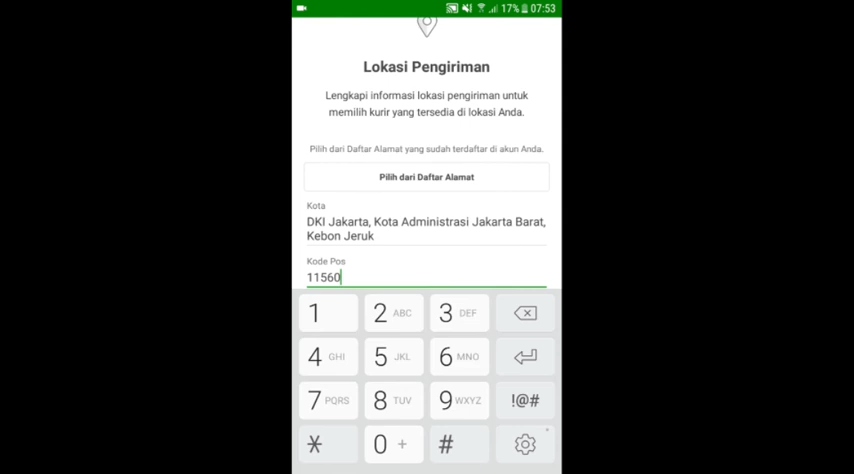 17% 07:53
Lokasi Pengiriman
Lengkapi informasi lokasi pengiriman untuk
memilih kurir yang tersedia di lokasi Anda.
Pilih dari Daftar Alamat yang sudah terdaftar di akun Anda.
Pilih dari Daftar Alamat
Kota
DKI Jakarta, Kota Administrasi Jakarta Barat,
Kebon Jeruk
Kode Pos
11560
1 2 ABC 3 DEF
4 GHI 5 JKL 6 MNO
7 PQRS 8 TUV 9 WXYZ !@#
* 0 + #